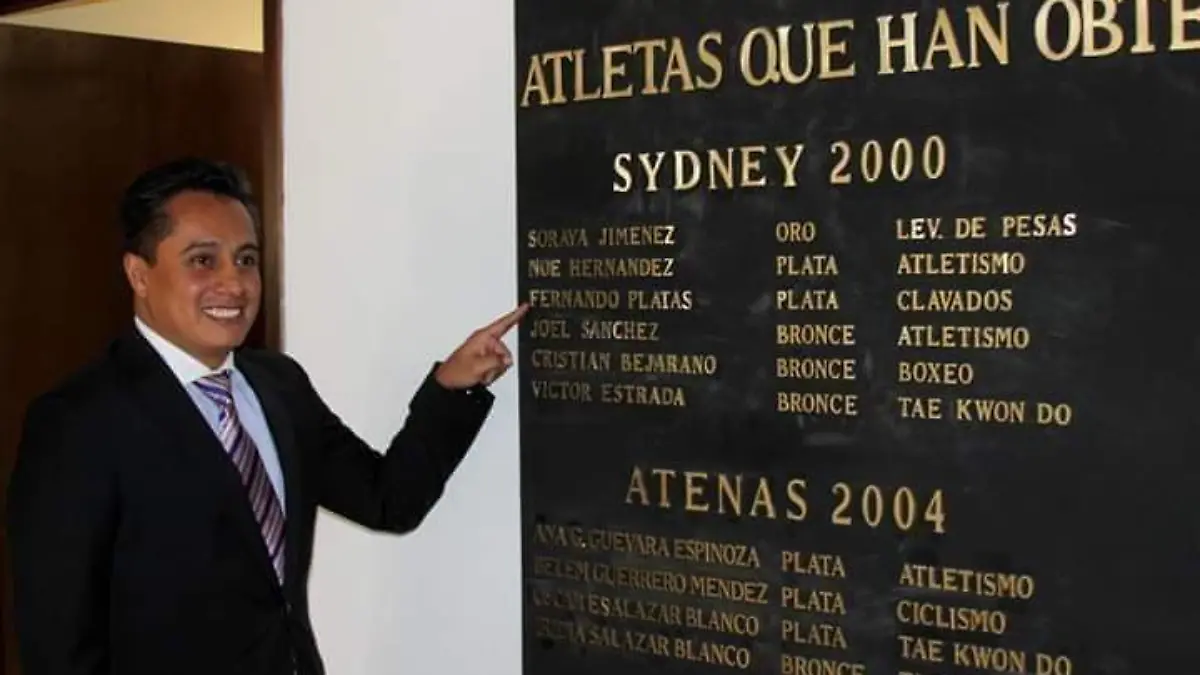 ATLETAS QUE HAN OBTE
SYDNEY 2000
SORAYA JIMENEZ ORO LEV. DE PESAS
NOE HERNANDEZ PLATA ATLETISMO
FERNANDO PLATAS PLATA CLAVADOS
JOEL SANCHEZ BRONCE ATLETISMO
CRISTIAN BEJARANO BRONCE BOXEO
VICTOR ESTRADA BRONCE TAE KWON DO
ATENAS 2004
ANA G. GUEVARA ESPINOZA PLATA ATLETISMO
BELEM GUERRERO MENDEZ PLATA CICLISMO
SALAZAR BLANCO PLATA TAE KWON DO
SALAZAR BLANCO BRONCE